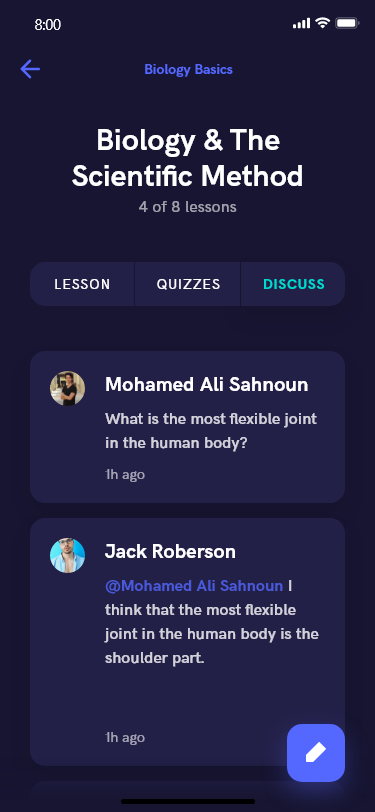 8:00
Biology Basics
Biology & The
Scientific Method
4 of 8 lessons
LESSON
QUIZZES
DISCUSS
Mohamed Ali Sahnoun
What is the most flexible joint
in the human body?
1h ago
Jack Roberson
@Mohamed Ali Sahnoun I
think that the most flexible
joint in the human body is the
shoulder part.
1h ago